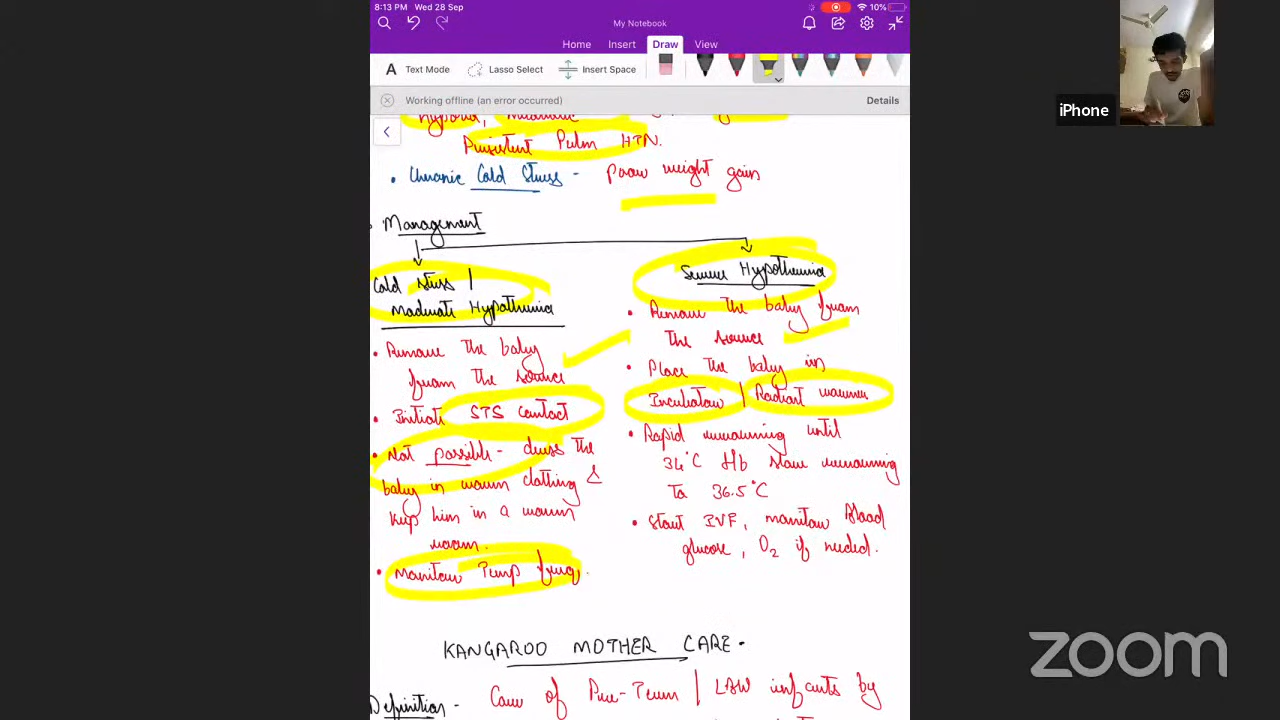 8:13 PM Wed 28 Sep
10%
My Notebook
Home Insert Draw View
A Text Mode Lasso Select Insert Space
Working offline (an error occurred) Details
iPhone
Persistent Pulm HTN.
• Chronic Cold Stress - Poor weight gain
• Management
Cold stress /
Moderate Hypothermia
• Remove the baby
from the source
• Initiate STS contact
• Not possible - dress the
baby in warm clothing &
keep him in a warm
room.
• Monitor Temp freq.
Severe Hypothermia
• Remove the baby from
the source
• Place the baby in
Incubator / Radiant warmer
• Rapid warming until
34°C f/b slow warming
To 36.5°C
• Start IVF, monitor Blood
glucose, O2 if needed.
KANGAROO MOTHER CARE.
Definition - Care of Pre-Term / LBW infants by
zoom